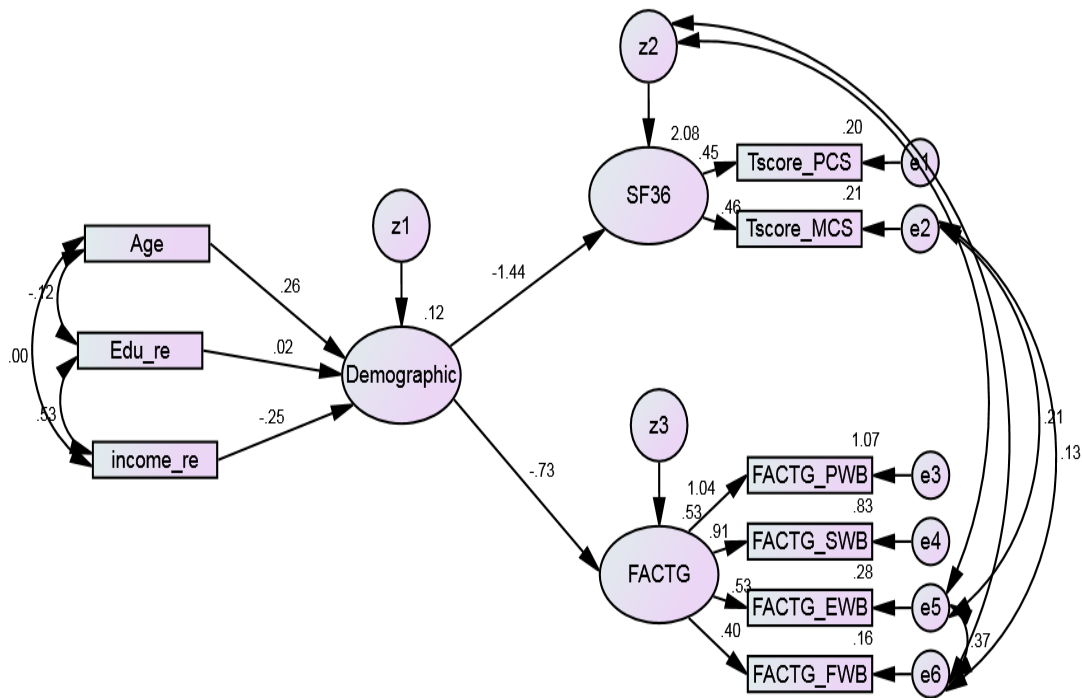 z2
2.08
.20
.45
Tscore_PCS
e1
SF36
.21
.46
Tscore_MCS
e2
z1
Age
-.12
.26
-1.44
.12
Edu_re
.02
.00
Demographic
.53
-.25
income_re
z3
-.73
1.07
FACTG_PWB
e3
1.04
.53
.83
.91
FACTG_SWB
e4
FACTG
.28
.53
FACTG_EWB
e5
.40
.16
FACTG_FWB
e6
.21
.13
.37